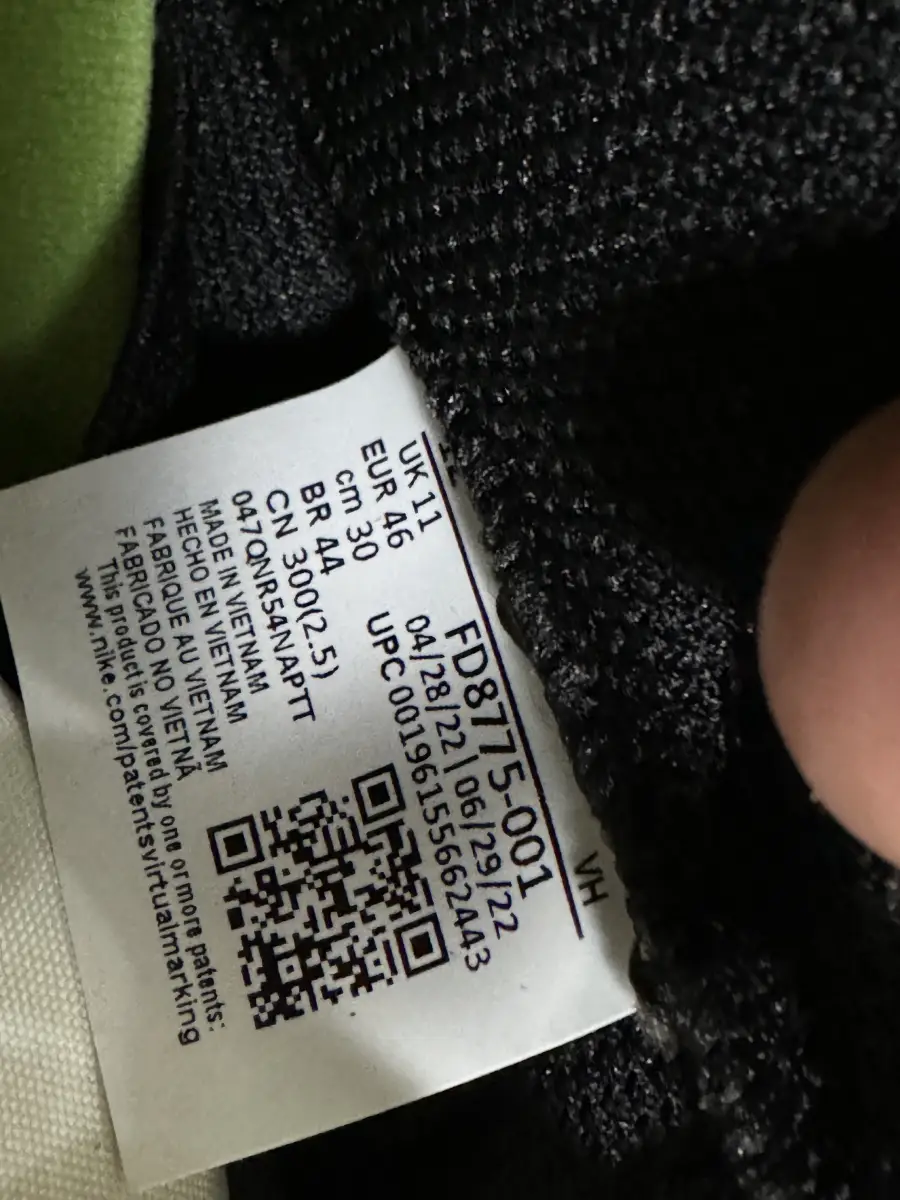 VH
UK 11
EUR 46
cm 30
BR 44
CN 300(2.5)
FD8775-001
04/28/22 \ 06/29/22
UPC 00196155662443
047QNR54NAPTT
MADE IN VIETNAM
HECHO EN VIETNAM
FABRIQUE AU VIETNAM
FABRICADO NO VIETNÃ
This product is covered by one or more patents:
www.nike.com/patentsvirtualmarking